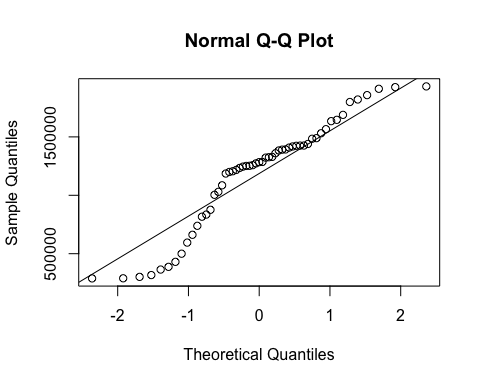 Normal Q-Q Plot
Sample Quantiles
500000 1500000
-2 -1 0 1 2
Theoretical Quantiles